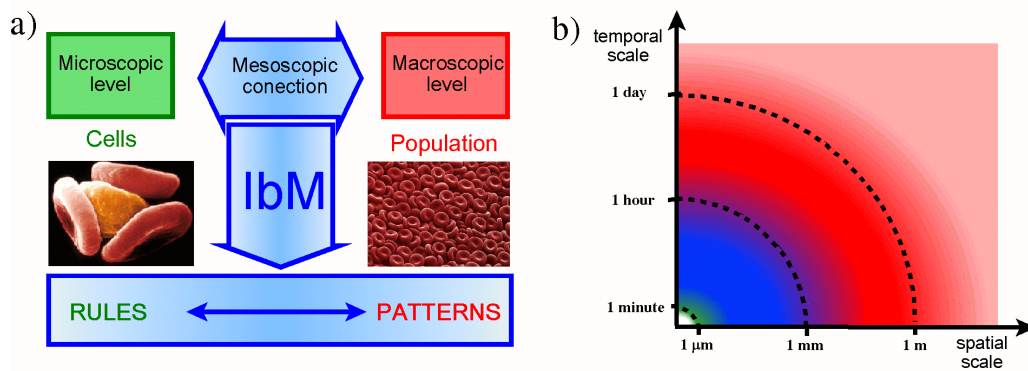 a)
Microscopic
level
Mesoscopic
conection
Macroscopic
level
Cells
Population
IbM
RULES
PATTERNS
b)
temporal
scale
1 day
1 hour
1 minute
1 μm
1 mm
1 m
spatial
scale